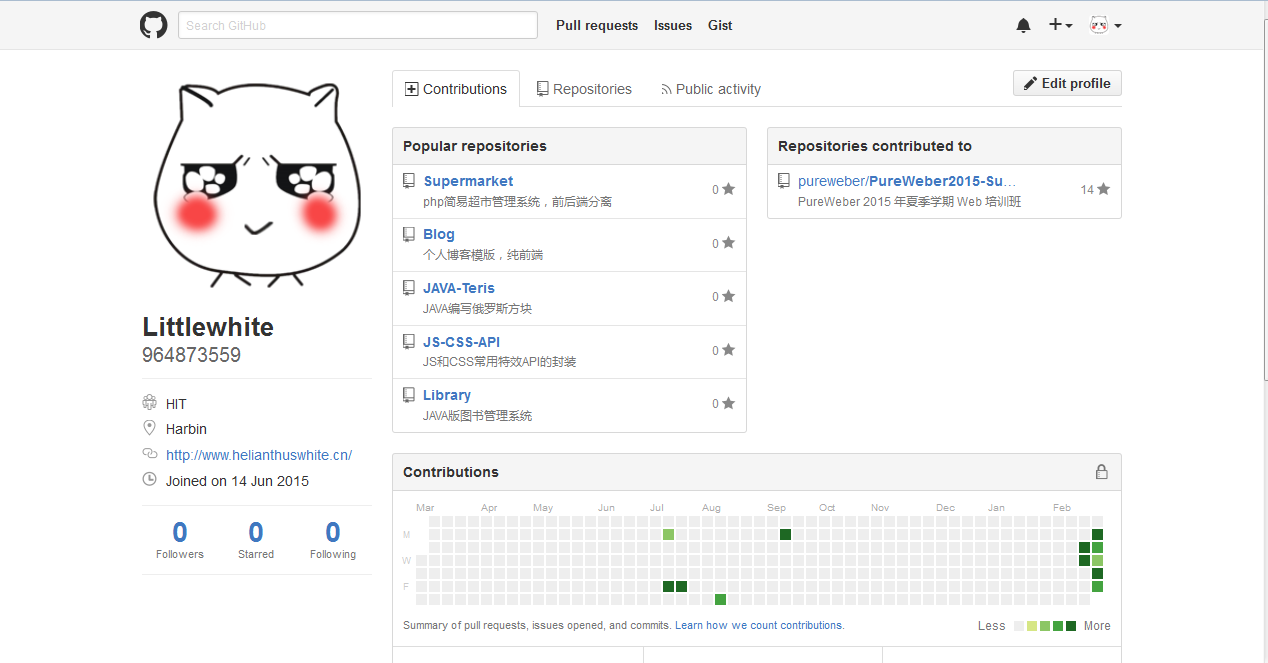 Search GitHub
Pull requests
Issues
Gist
Littlewhite
964873559
HIT
Harbin
http://www.helianthuswhite.cn/
Joined on 14 Jun 2015
0 0 0
Followers Starred Following
Contributions
Repositories
Public activity
Edit profile
Popular repositories
Supermarket
php简易超市管理系统，前后端分离
0
Blog
个人博客模版，纯前端
0
JAVA-Teris
JAVA编写俄罗斯方块
0
JS-CSS-API
JS和CSS常用特效API的封装
0
Library
JAVA版图书管理系统
0
Repositories contributed to
pureweber/PureWeber2015-Su…
PureWeber 2015 年夏季学期 Web 培训班
14
Contributions
Mar Apr May Jun Jul Aug Sep Oct Nov Dec Jan Feb
M
W
F
Summary of pull requests, issues opened, and commits. Learn how we count contributions.
Less More